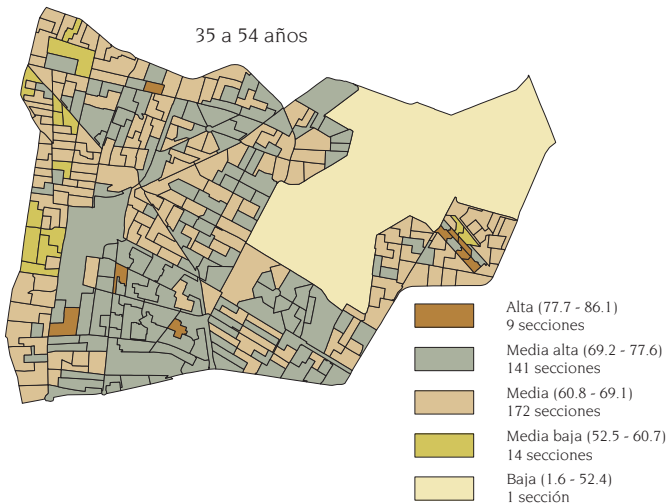 35 a 54 años
Alta (77.7 - 86.1)
9 secciones
Media alta (69.2 - 77.6)
141 secciones
Media (60.8 - 69.1)
172 secciones
Media baja (52.5 - 60.7)
14 secciones
Baja (1.6 - 52.4)
1 sección